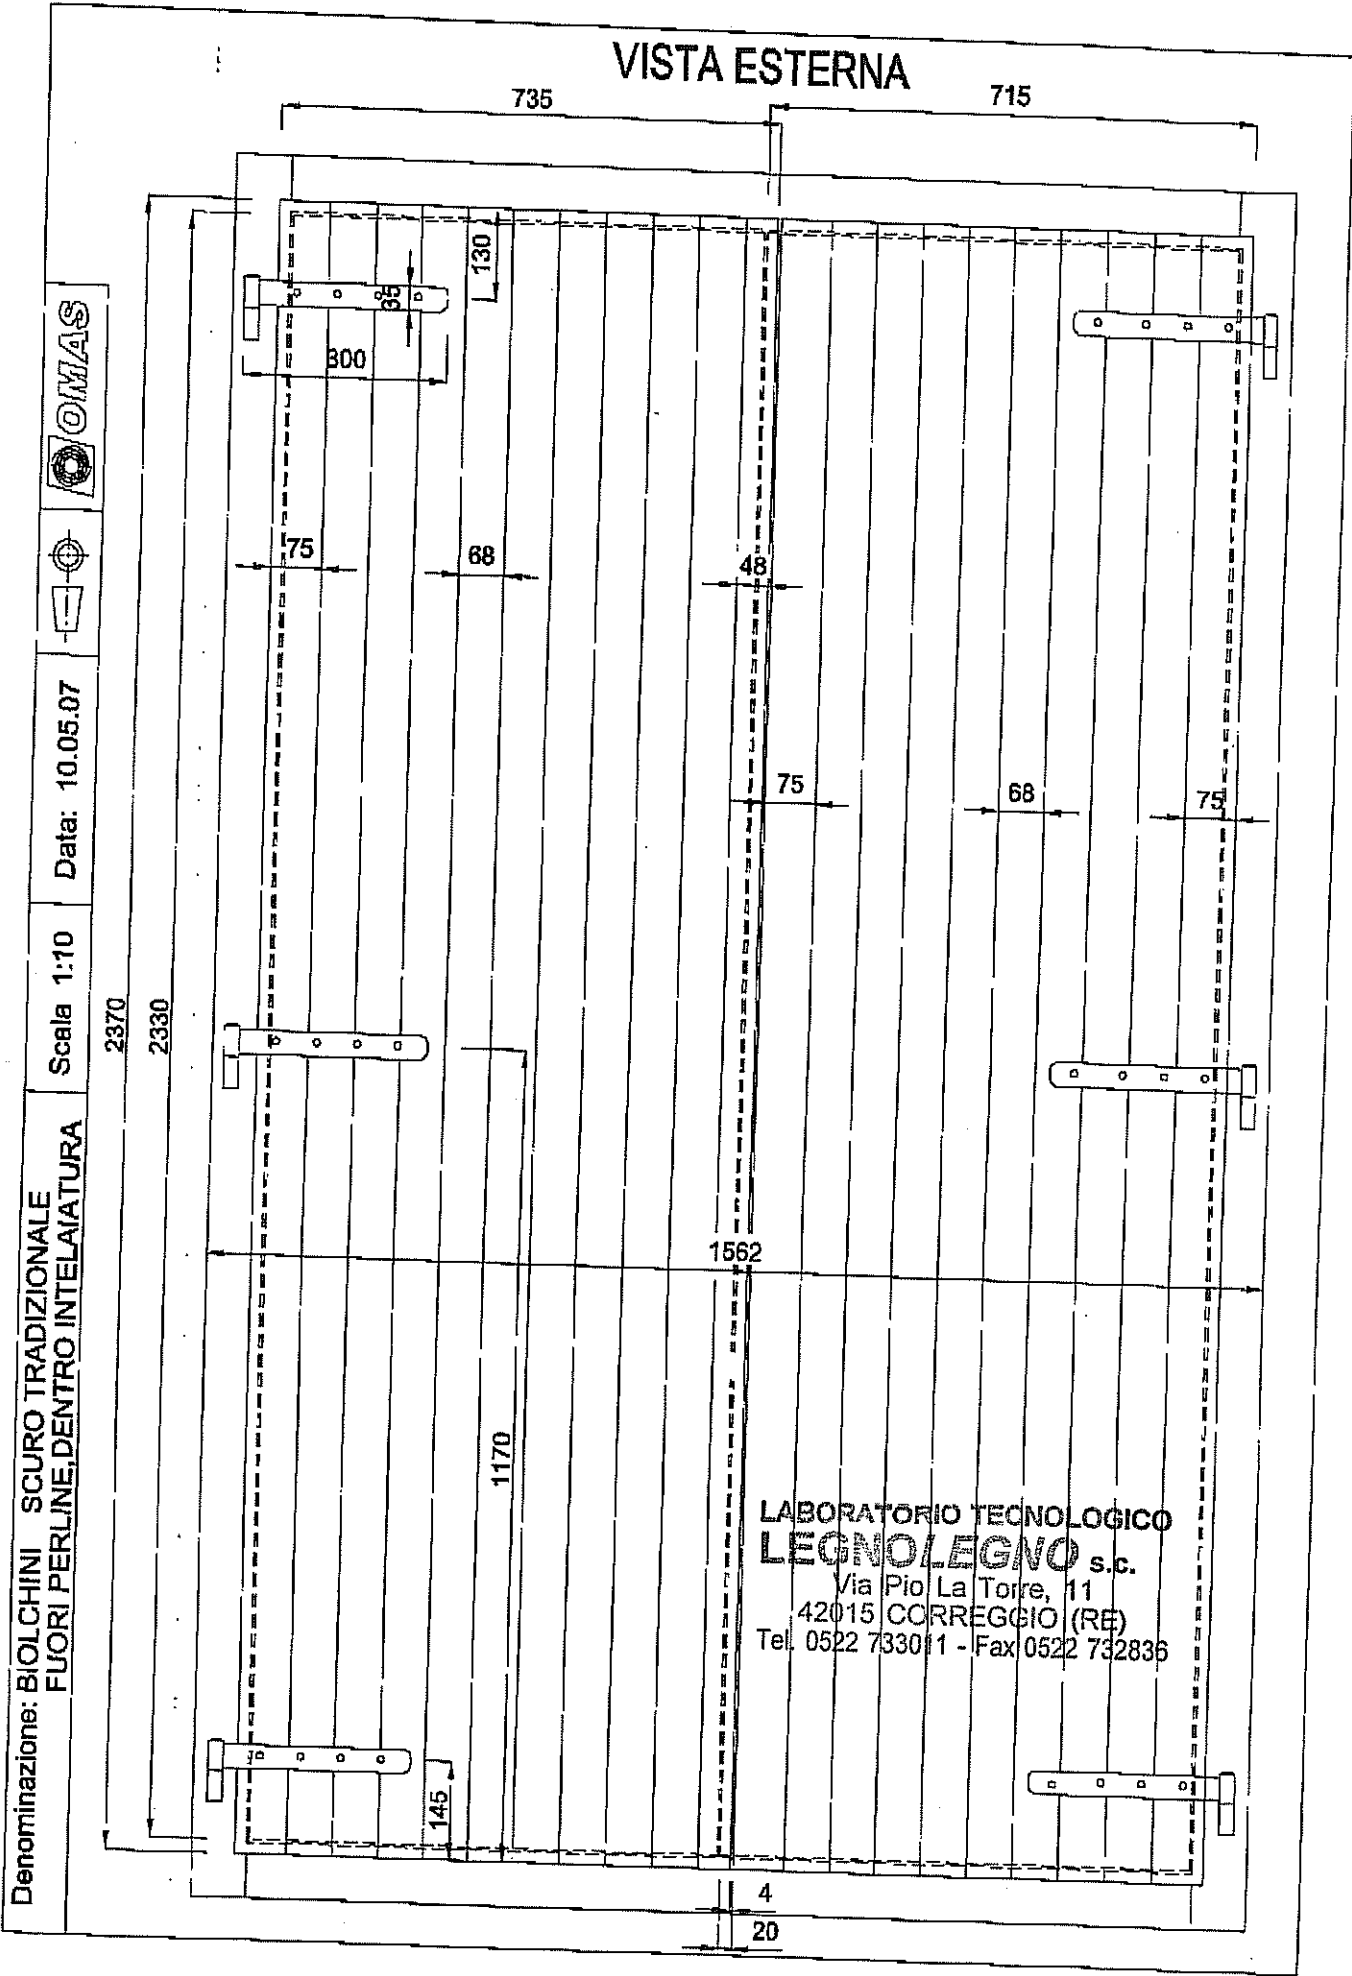 VISTA ESTERNA
735
715
130
35
300
75
68
48
75
68
75
2370
2330
1562
1170
145
4
20
LABORATORIO TECNOLOGICO
LEGNOLEGNO s.c.
Via Pio La Torre, 11
42015 CORREGGIO (RE)
Tel. 0522 733011 - Fax 0522 732836
Denominazione: BIOLCHINI SCURO TRADIZIONALE
FUORI PERLINE,DENTRO INTELAIATURA
Scala 1:10
Data: 10.05.07
OMAS